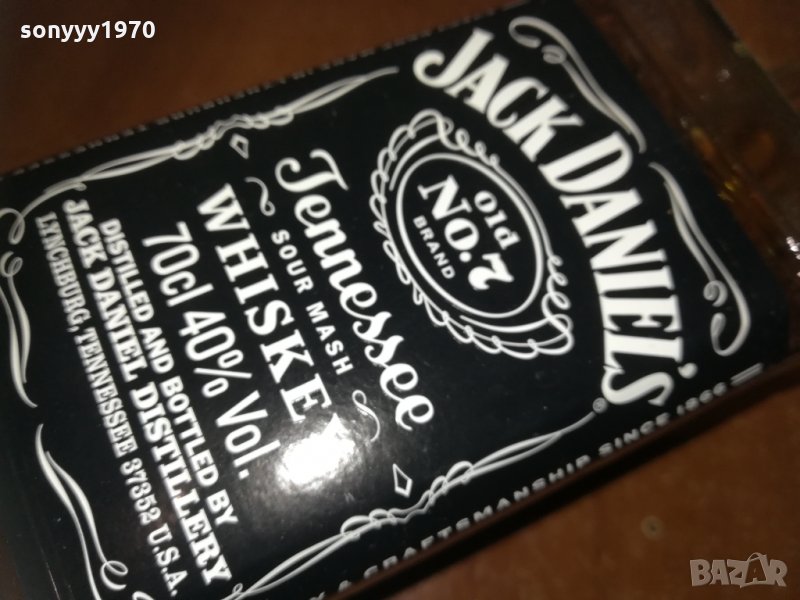 sonyyy1970
JACK DANIEL'S
Old
No.7
BRAND
Tennessee
SOUR MASH
WHISKEY
70cl 40% Vol.
DISTILLED AND BOTTLED BY
JACK DANIEL DISTILLERY
LYNCHBURG, TENNESSEE 37352 U.S.A.
& CRAFTSMANSHIP SINCE 1866
BAZAR